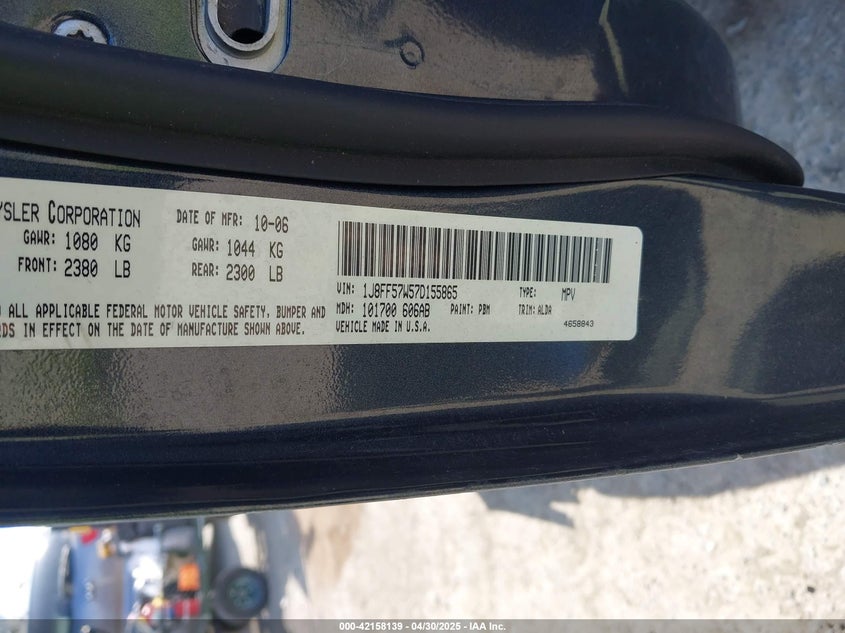 YSLER CORPORATION
DATE OF MFR: 10-06
GAWR: 1080 KG
GAWR: 1044 KG
FRONT: 2380 LB
REAR: 2300 LB
ALL APPLICABLE FEDERAL MOTOR VEHICLE SAFETY, BUMPER AND
RDS IN EFFECT ON THE DATE OF MANUFACTURE SHOWN ABOVE.
VIN: 1J8FF57W57D155865
TYPE: MPV
MDH: 101700 606AB
PAINT: PBM
TRIM: ALDA
VEHICLE MADE IN U.S.A.
4658843
000-42158139 - 04/30/2025 - IAA Inc.